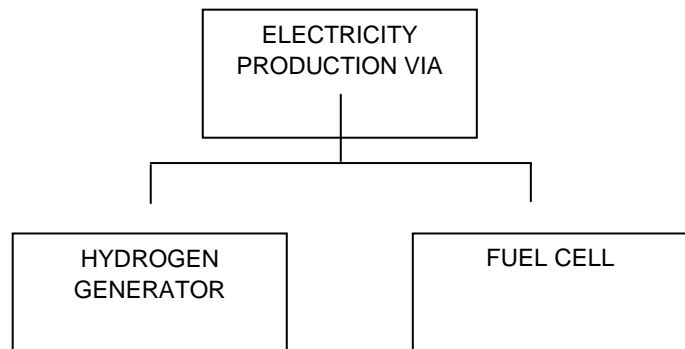 ELECTRICITY
PRODUCTION VIA
HYDROGEN
GENERATOR
FUEL CELL